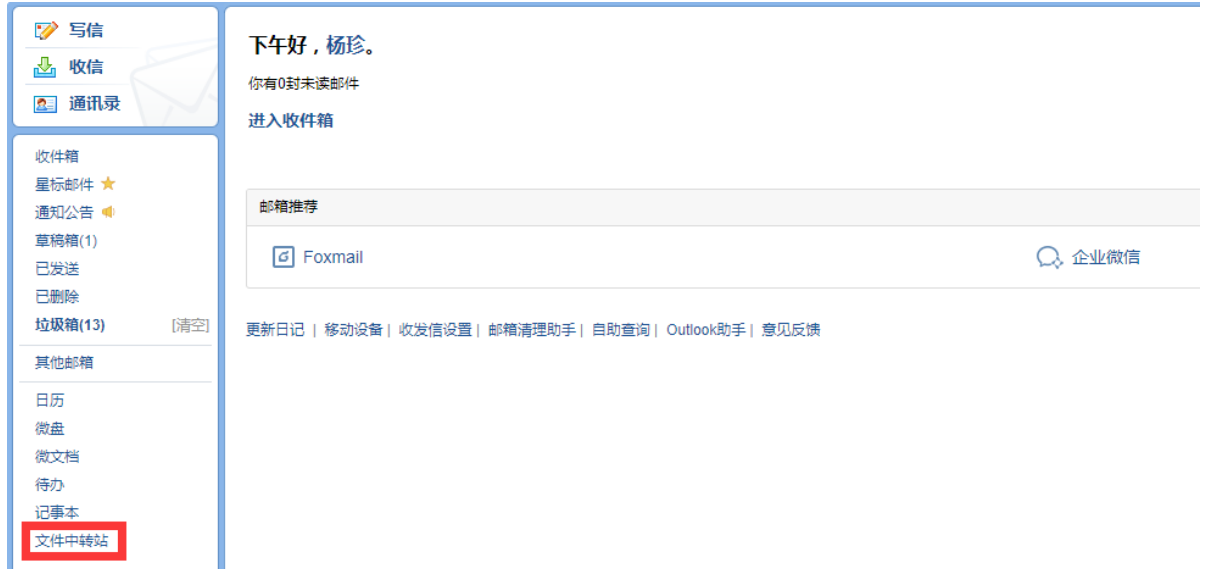 写信
收信
通讯录
收件箱
星标邮件
通知公告
草稿箱(1)
已发送
已删除
垃圾箱(13) [清空]
其他邮箱
日历
微盘
微文档
待办
记事本
文件中转站
下午好，杨珍。
你有0封未读邮件
进入收件箱
邮箱推荐
Foxmail 企业微信
更新日记 | 移动设备 | 收发信设置 | 邮箱清理助手 | 自助查询 | Outlook助手 | 意见反馈